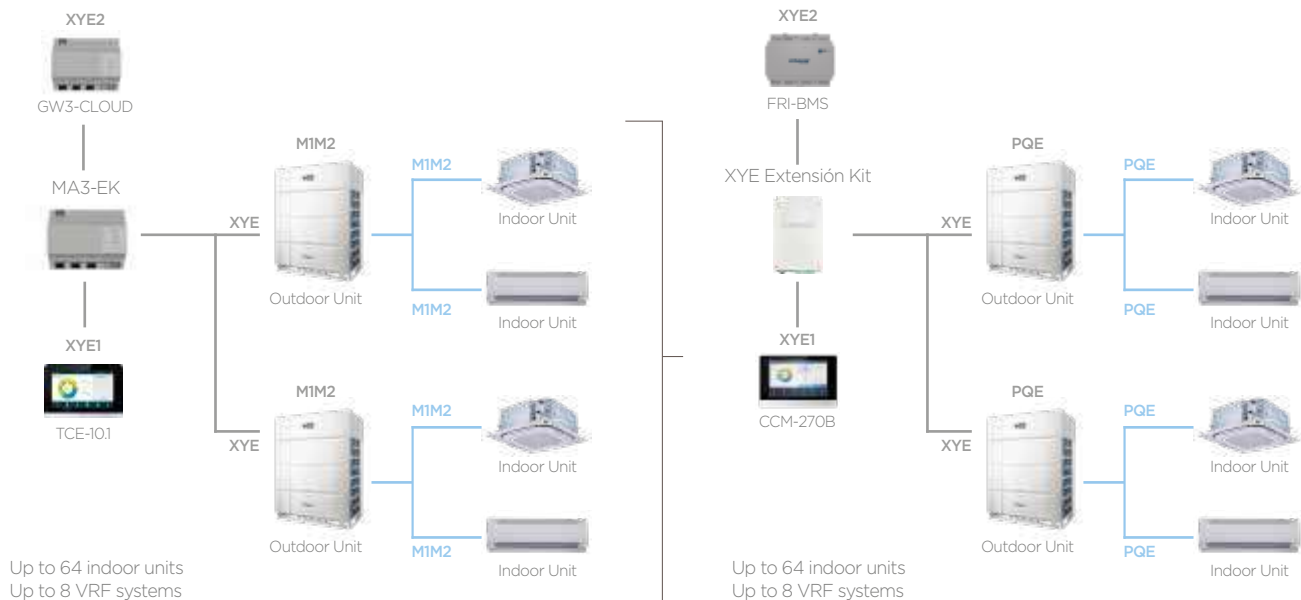 XYE2
GW3-CLOUD
MA3-EK
XYE1
TCE-10.1
XYE
M1M2
Outdoor Unit
M1M2
Indoor Unit
M1M2
Indoor Unit
XYE
M1M2
Outdoor Unit
M1M2
Indoor Unit
M1M2
Indoor Unit
Up to 64 indoor units
Up to 8 VRF systems
XYE2
FRI-BMS
XYE Extensión Kit
XYE1
CCM-270B
XYE
PQE
Outdoor Unit
PQE
Indoor Unit
PQE
Indoor Unit
XYE
PQE
Outdoor Unit
PQE
Indoor Unit
PQE
Indoor Unit
Up to 64 indoor units
Up to 8 VRF systems